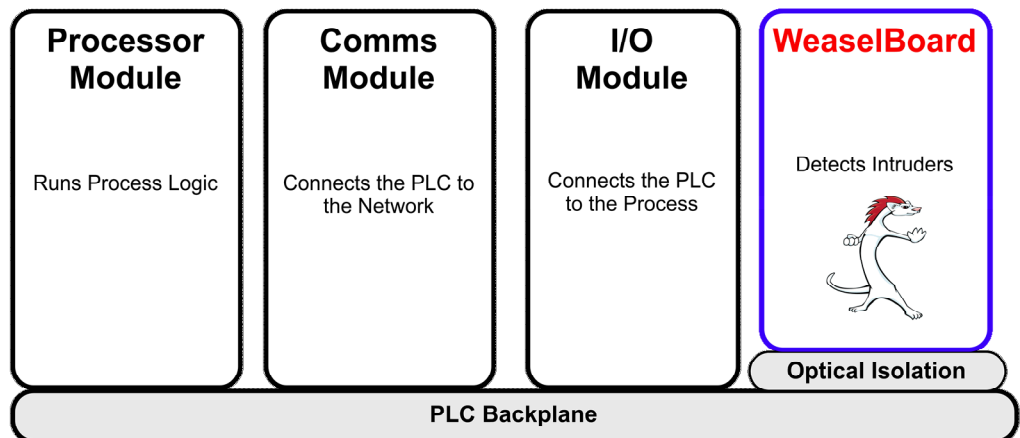 Processor
Module
Runs Process Logic
Comms
Module
Connects the PLC to
the Network
I/O
Module
Connects the PLC
to the Process
WeaselBoard
Detects Intruders
Optical Isolation
PLC Backplane